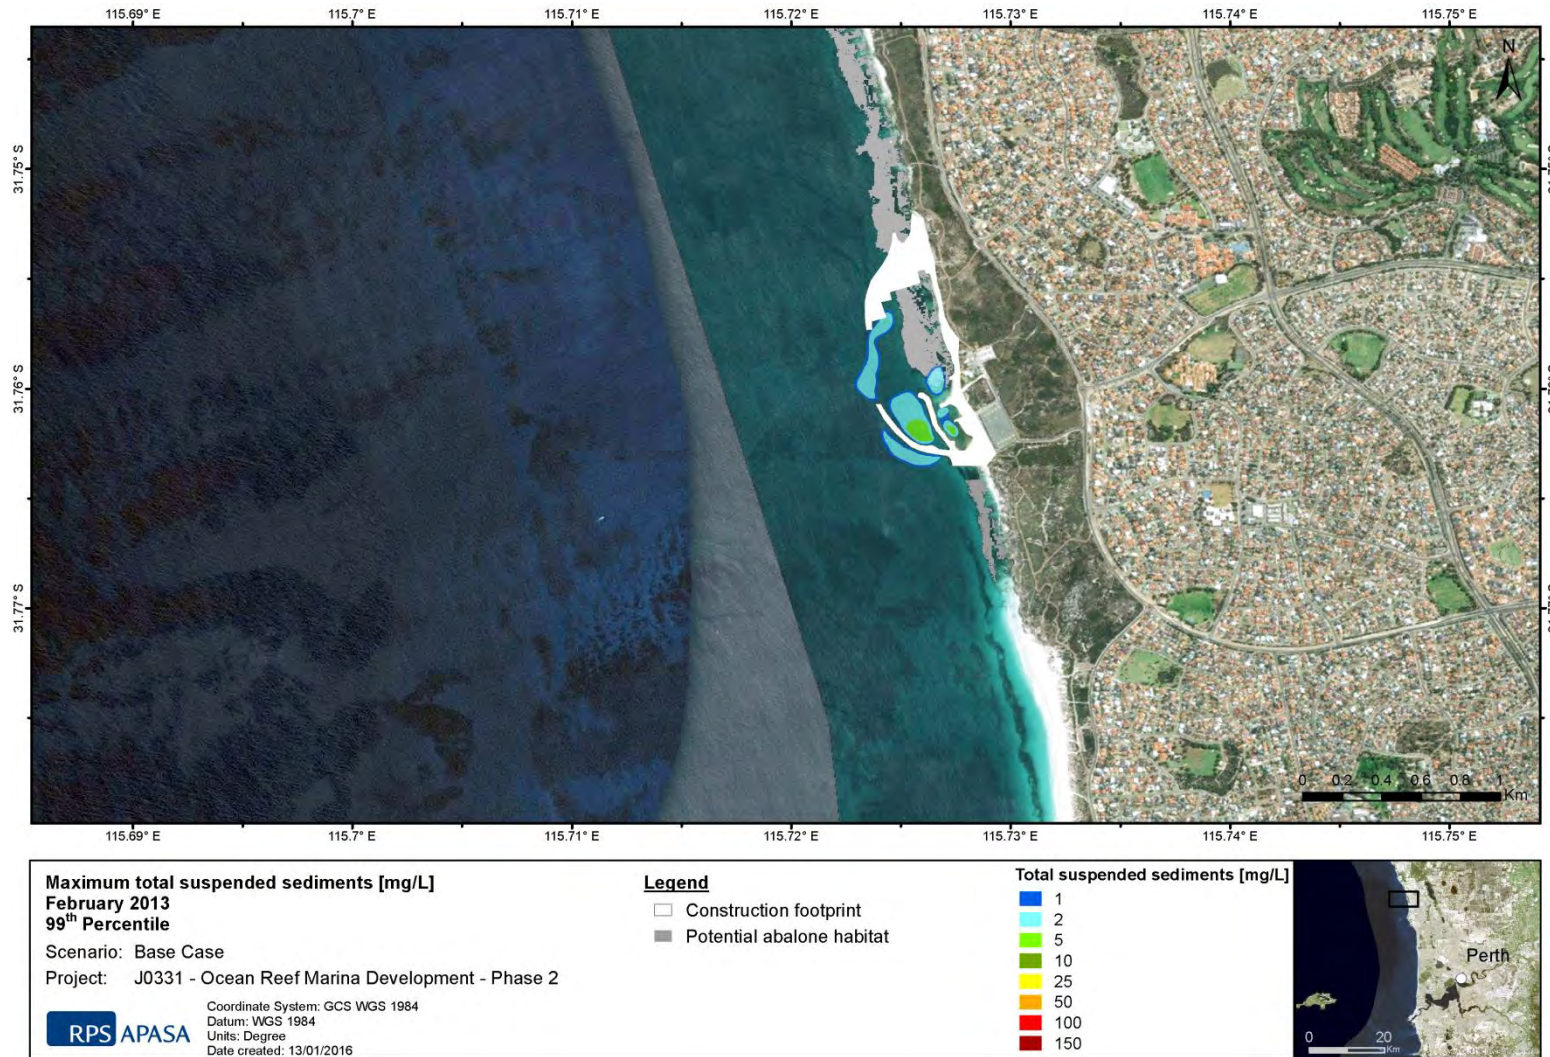 115.69° E 115.7° E 115.71° E 115.72° E 115.73° E 115.74° E 115.75° E
N
31.75° S
31.76° S
31.77° S
0 0.2 0.4 0.6 0.8 1
Km
115.69° E 115.7° E 115.71° E 115.72° E 115.73° E 115.74° E 115.75° E
Maximum total suspended sediments [mg/L]
February 2013
99th Percentile
Scenario: Base Case
Project: J0331 - Ocean Reef Marina Development - Phase 2
RPS APASA
Coordinate System: GCS WGS 1984
Datum: WGS 1984
Units: Degree
Date created: 13/01/2016
Legend
Construction footprint
Potential abalone habitat
Total suspended sediments [mg/L]
1
2
5
10
25
50
100
150
Perth
0 20
Km